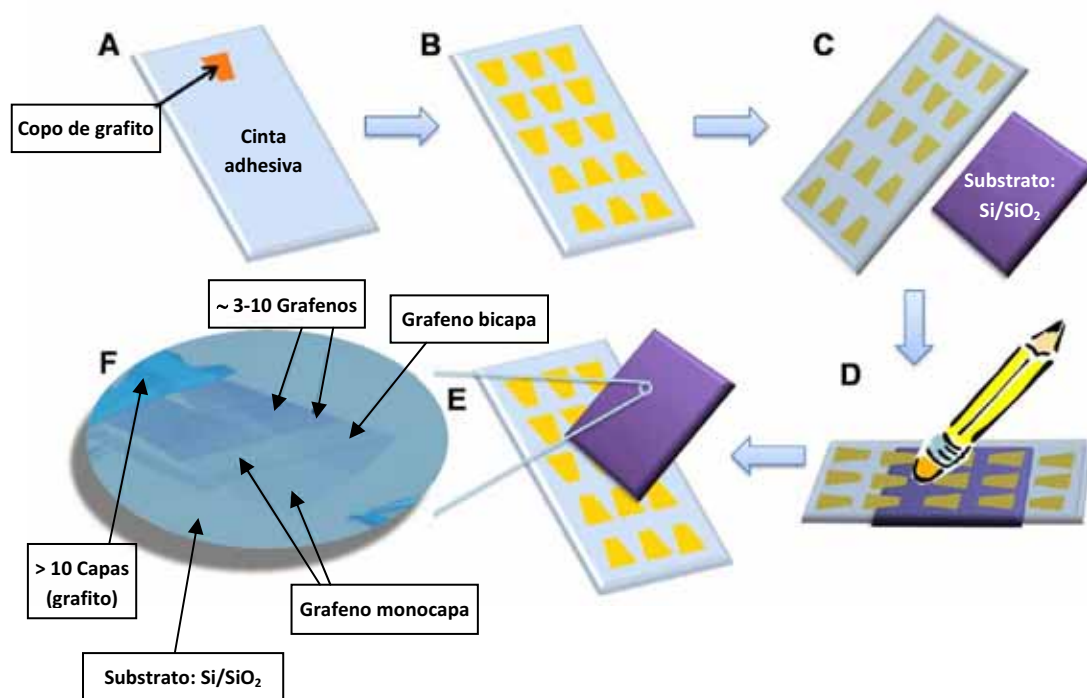 A
B
C
Copo de grafito
Cinta
adhesiva
Substrato:
Si/SiO₂
~ 3-10 Grafenos
Grafeno bicapa
F
E
D
> 10 Capas
(grafito)
Grafeno monocapa
Substrato: Si/SiO₂